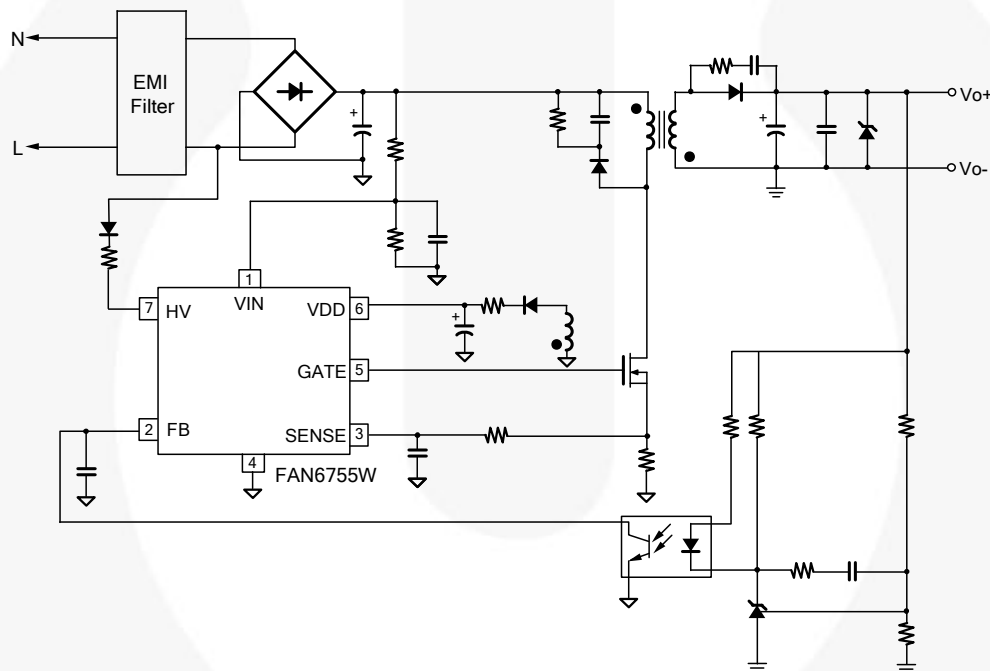 N
EMI
Filter
L
Vo+
Vo-
+
+
1
VIN
7 HV
VDD 6
+
GATE 5
2 FB
SENSE 3
4
FAN6755W